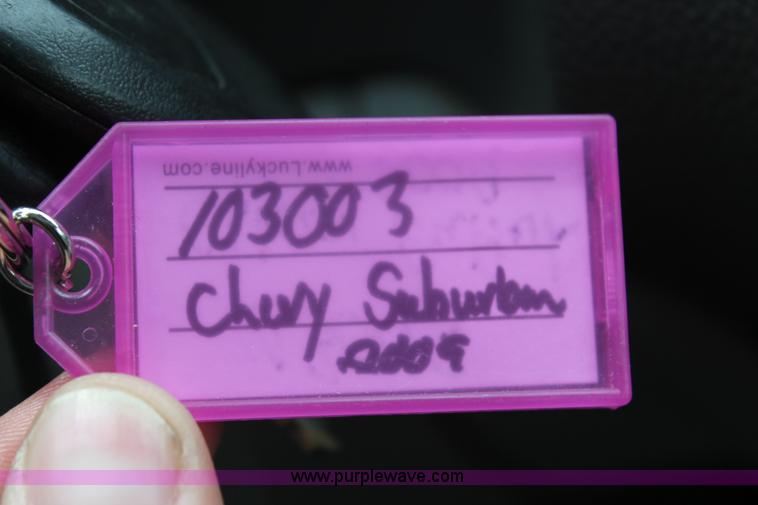 www.Luckyline.com
103003
Chevy Suburban
2009
www.purplewave.com